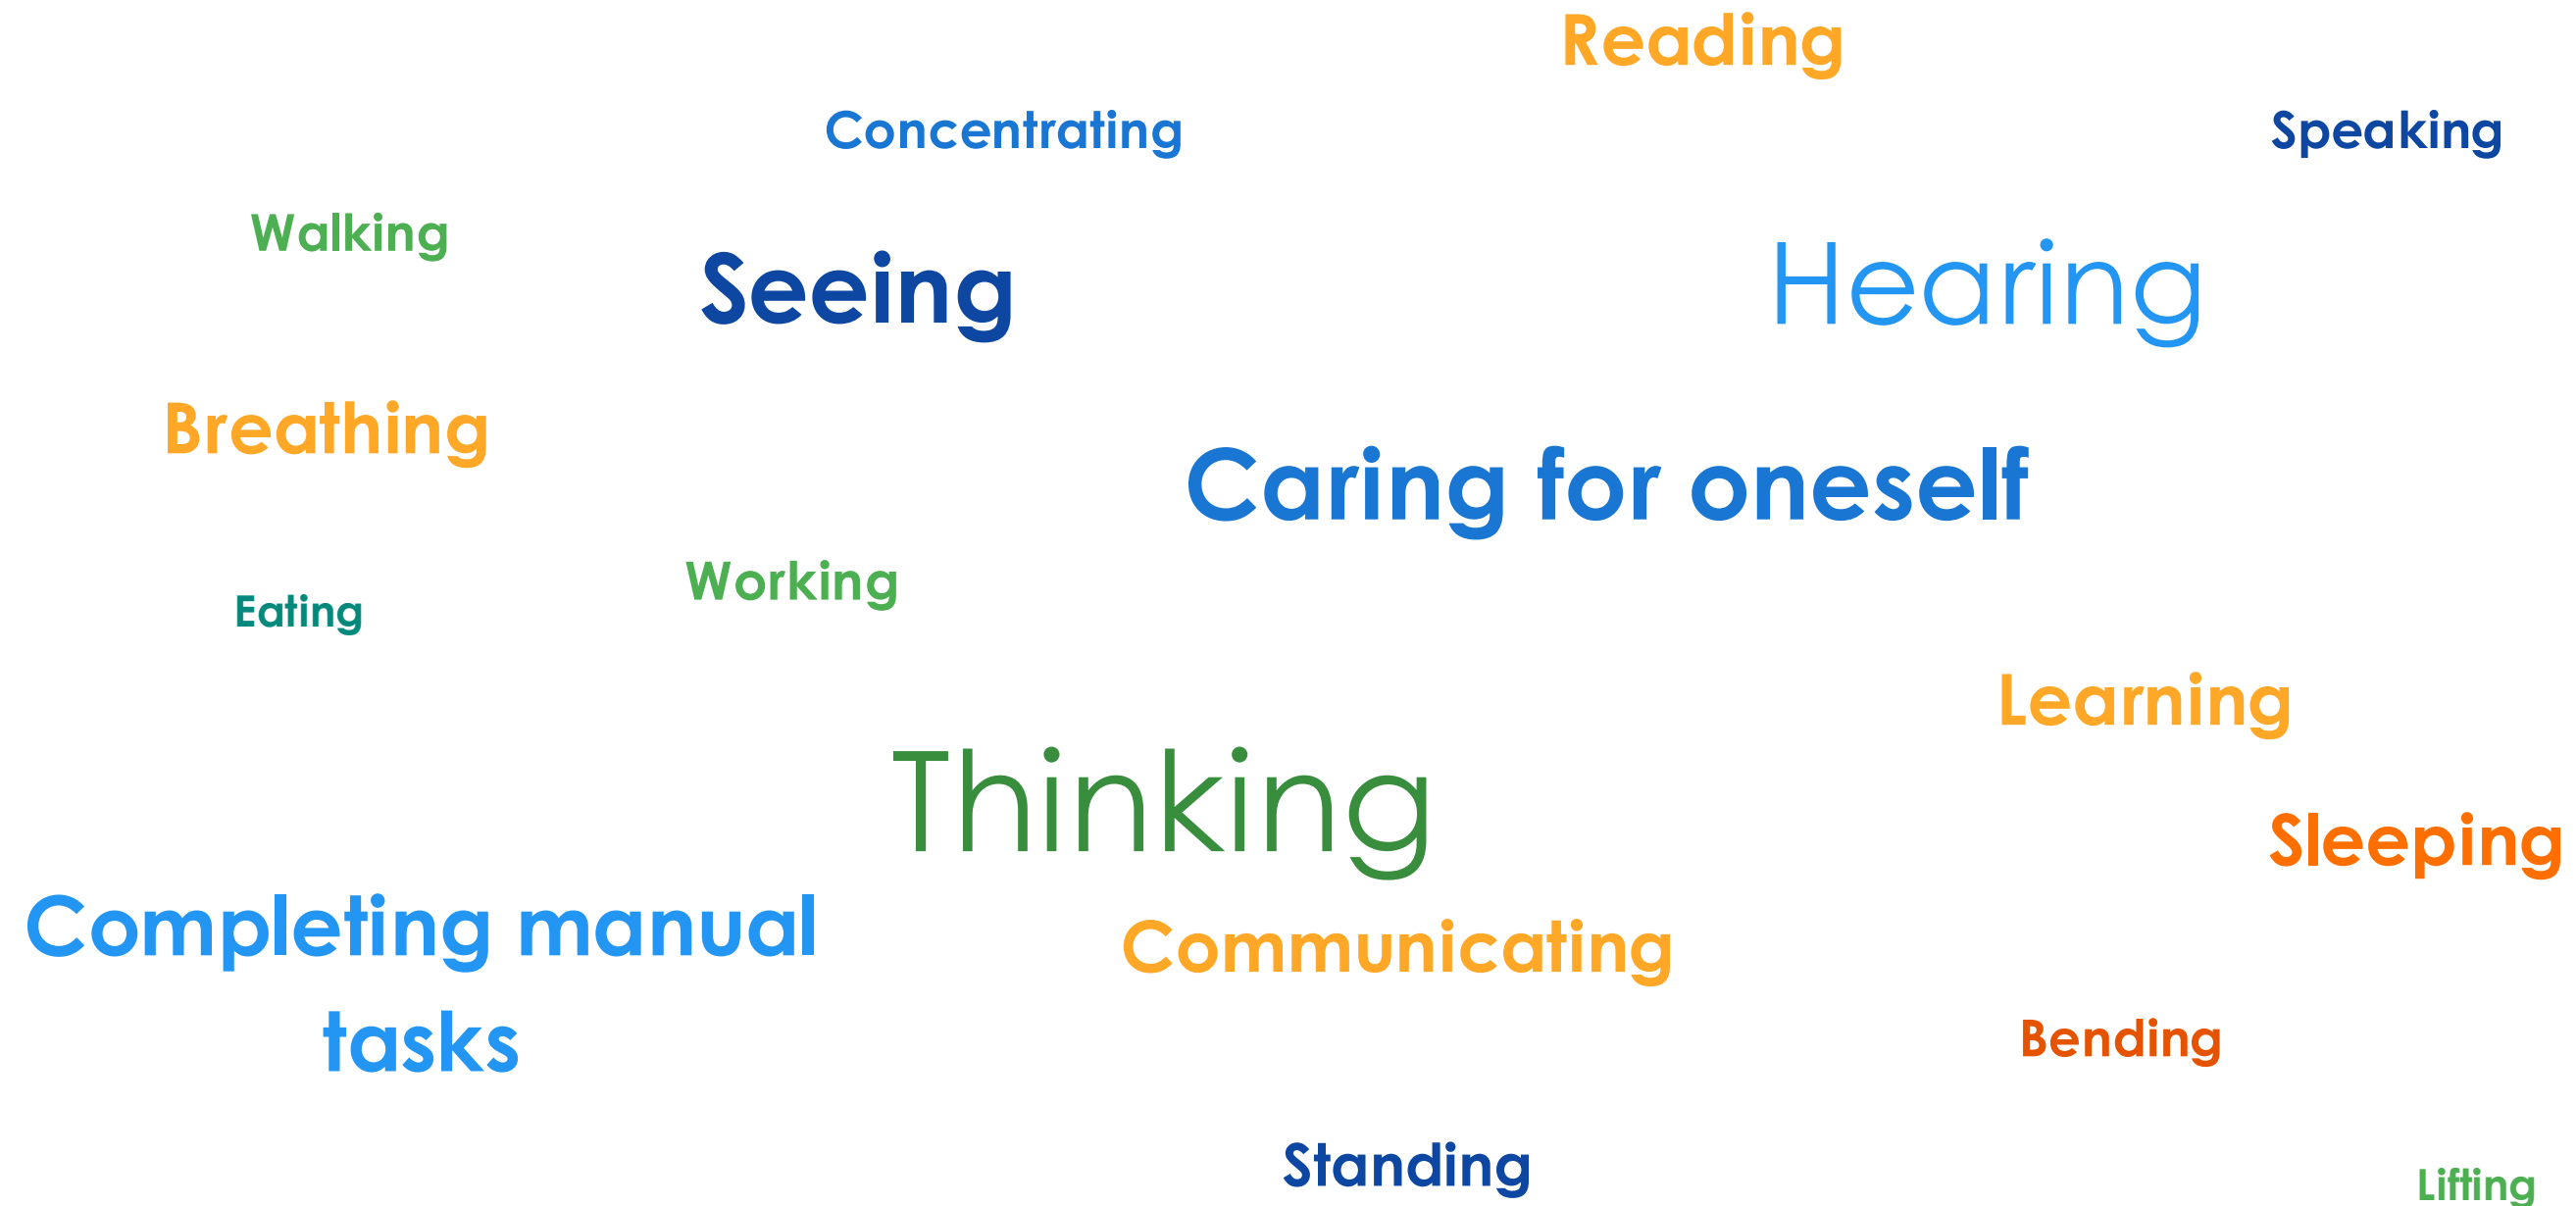 Reading
Concentrating
Speaking
Walking
Seeing
Hearing
Breathing
Caring for oneself
Working
Eating
Learning
Thinking
Sleeping
Completing manual
tasks
Communicating
Bending
Standing
Lifting